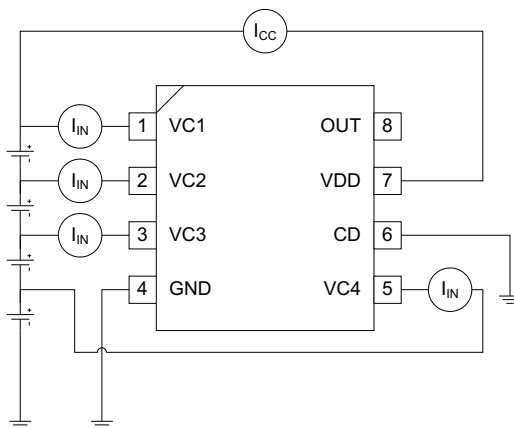 ICC
IIN 1 VC1 OUT 8
IIN 2 VC2 VDD 7
IIN 3 VC3 CD 6
4 GND VC4 5 IIN